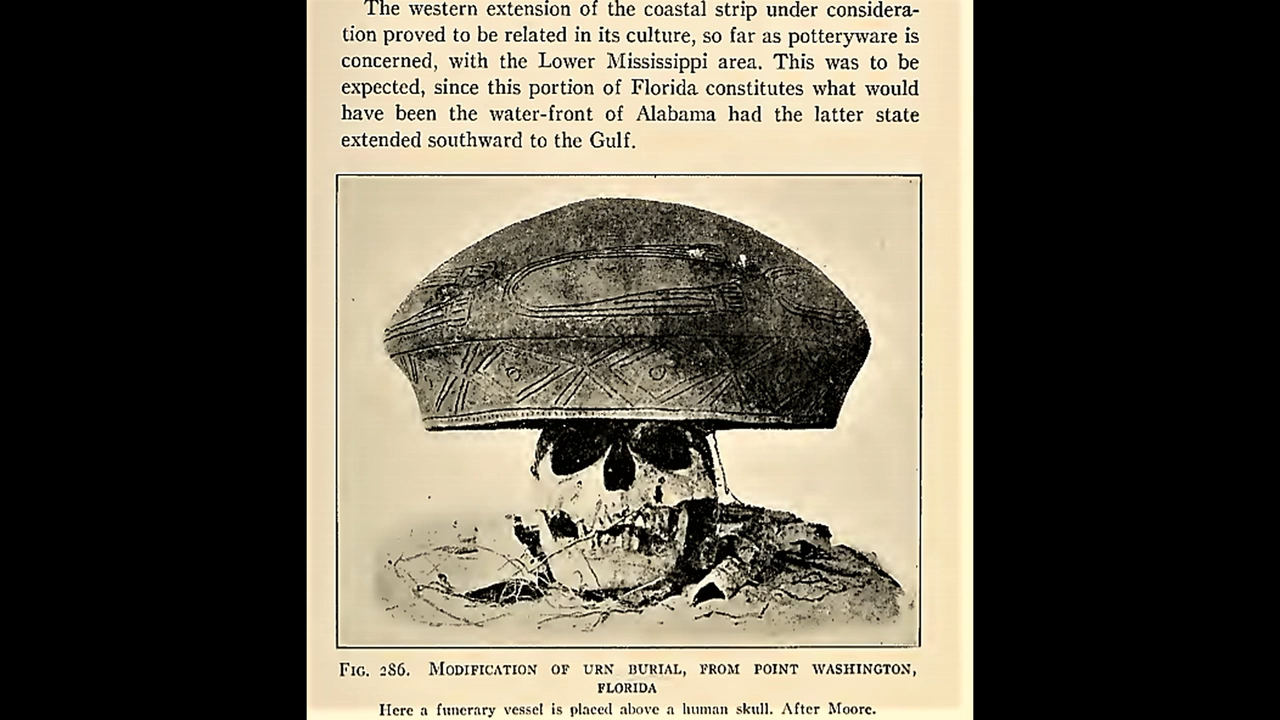 The western extension of the coastal strip under considera-
tion proved to be related in its culture, so far as potteryware is
concerned, with the Lower Mississippi area. This was to be
expected, since this portion of Florida constitutes what would
have been the water-front of Alabama had the latter state
extended southward to the Gulf.
FIG. 286. MODIFICATION OF URN BURIAL, FROM POINT WASHINGTON,
FLORIDA
Here a funerary vessel is placed above a human skull. After Moore.